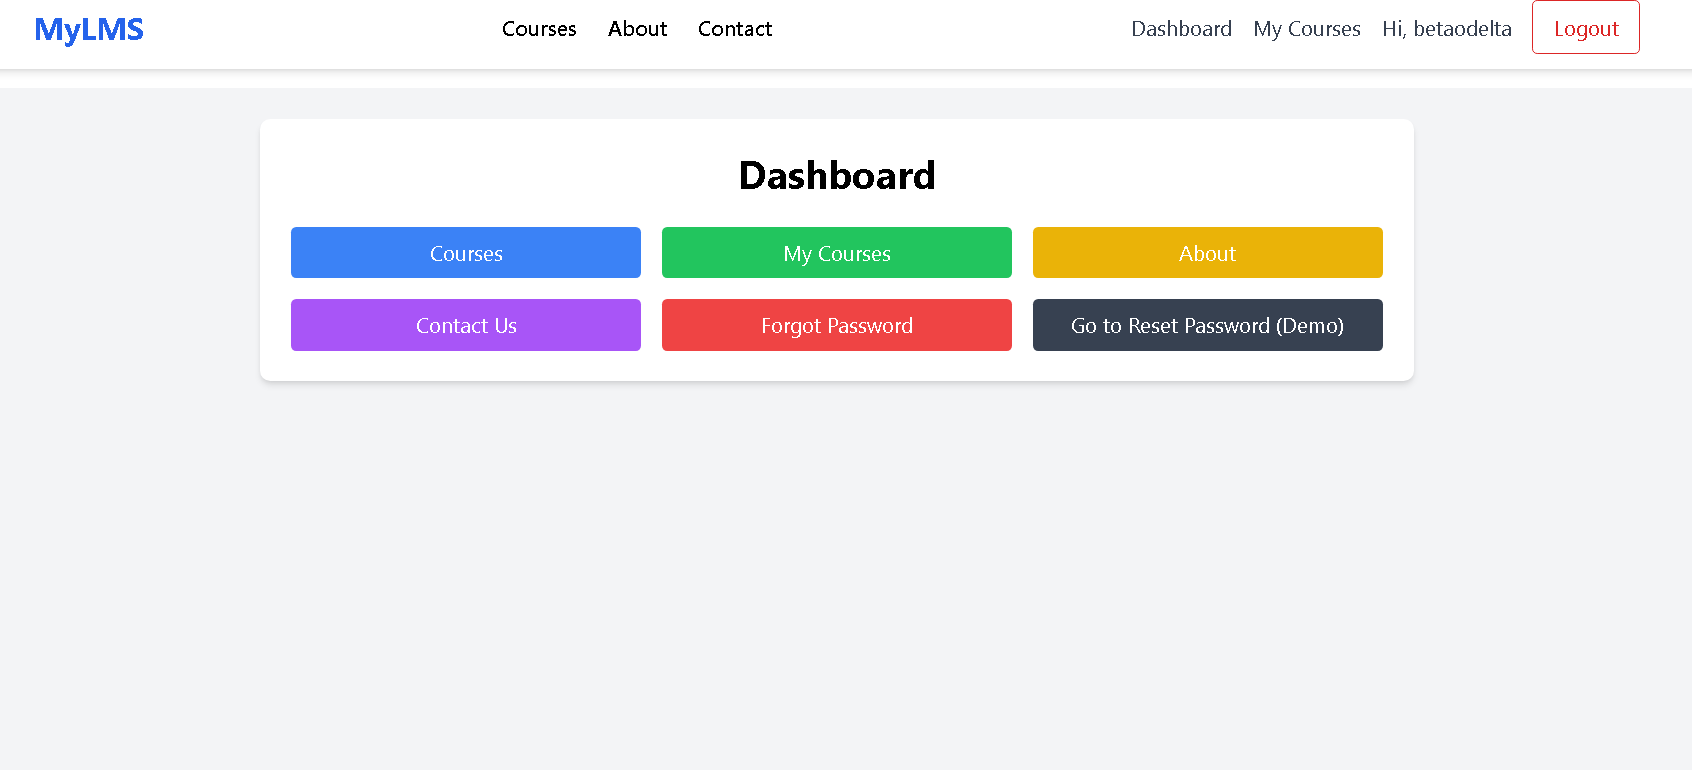 MyLMS Courses About Contact Dashboard My Courses Hi, betaodelta Logout
Dashboard
Courses My Courses About
Contact Us Forgot Password Go to Reset Password (Demo)